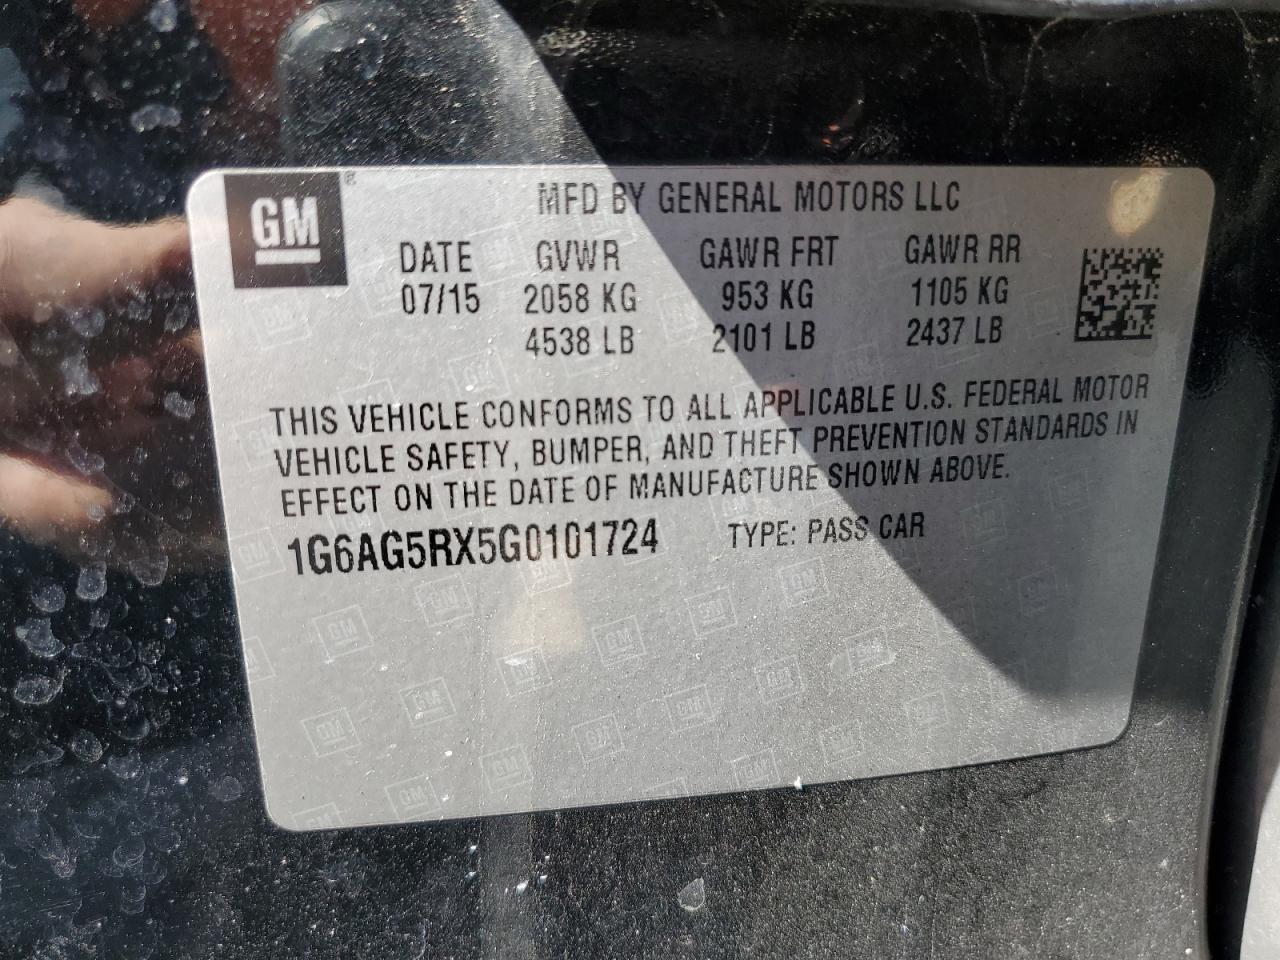 GM ®
MFD BY GENERAL MOTORS LLC
DATE GVWR GAWR FRT GAWR RR
07/15 2058 KG 953 KG 1105 KG
4538 LB 2101 LB 2437 LB
THIS VEHICLE CONFORMS TO ALL APPLICABLE U.S. FEDERAL MOTOR
VEHICLE SAFETY, BUMPER, AND THEFT PREVENTION STANDARDS IN
EFFECT ON THE DATE OF MANUFACTURE SHOWN ABOVE.
1G6AG5RX5G0101724 TYPE: PASS CAR